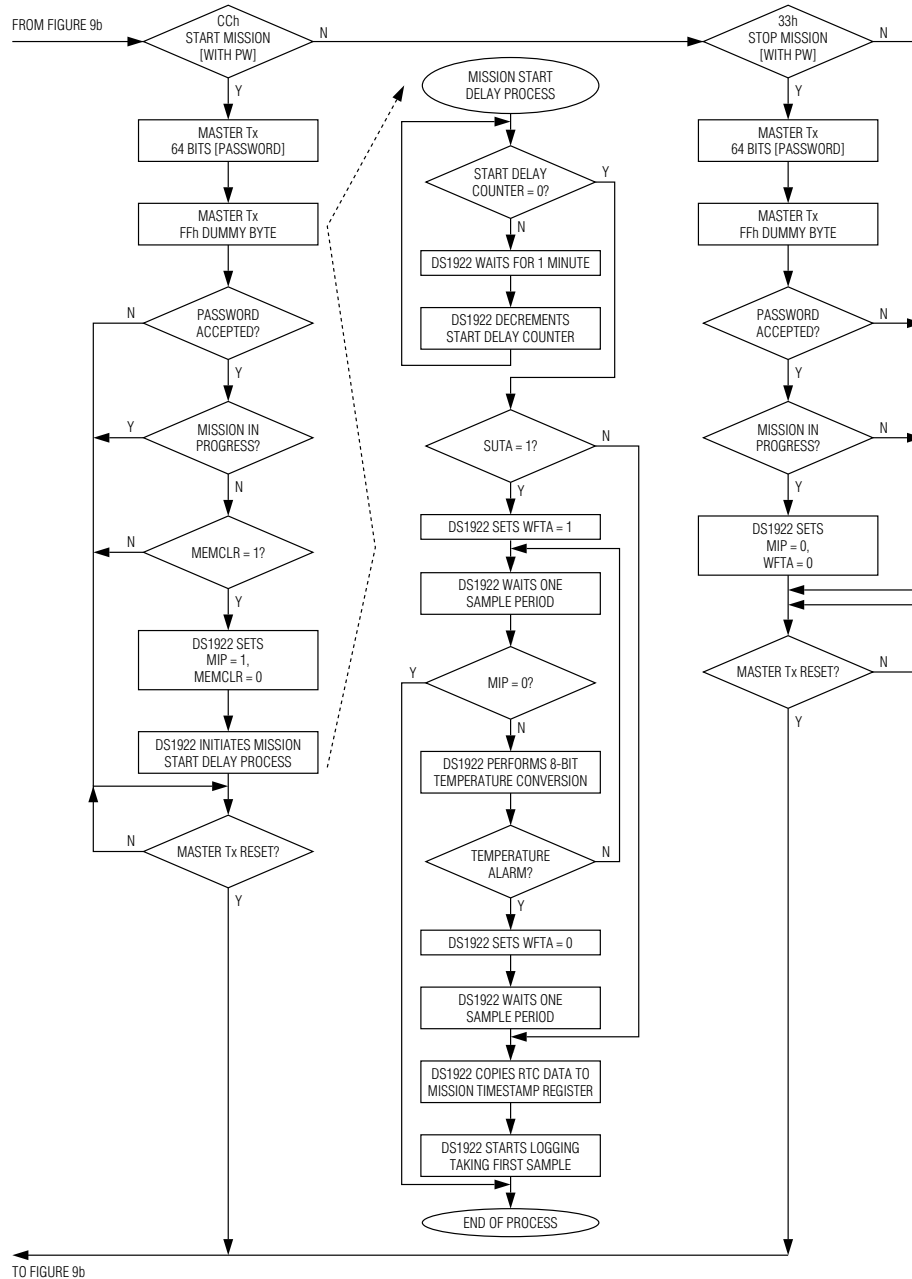 FROM FIGURE 9b
CCh
START MISSION
[WITH PW]
N
Y
MASTER Tx
64 BITS [PASSWORD]
MASTER Tx
FFh DUMMY BYTE
N
PASSWORD
ACCEPTED?
Y
Y
MISSION IN
PROGRESS?
N
N
MEMCLR = 1?
Y
DS1922 SETS
MIP = 1,
MEMCLR = 0
DS1922 INITIATES MISSION
START DELAY PROCESS
N
MASTER Tx RESET?
Y
MISSION START
DELAY PROCESS
START DELAY
COUNTER = 0?
Y
N
DS1922 WAITS FOR 1 MINUTE
DS1922 DECREMENTS
START DELAY COUNTER
SUTA = 1?
N
Y
DS1922 SETS WFTA = 1
DS1922 WAITS ONE
SAMPLE PERIOD
Y
MIP = 0?
N
DS1922 PERFORMS 8-BIT
TEMPERATURE CONVERSION
TEMPERATURE
ALARM?
N
Y
DS1922 SETS WFTA = 0
DS1922 WAITS ONE
SAMPLE PERIOD
DS1922 COPIES RTC DATA TO
MISSION TIMESTAMP REGISTER
DS1922 STARTS LOGGING
TAKING FIRST SAMPLE
END OF PROCESS
33h
STOP MISSION
[WITH PW]
N
Y
MASTER Tx
64 BITS [PASSWORD]
MASTER Tx
FFh DUMMY BYTE
PASSWORD
ACCEPTED?
N
Y
MISSION IN
PROGRESS?
N
Y
DS1922 SETS
MIP = 0,
WFTA = 0
MASTER Tx RESET?
N
Y
TO FIGURE 9b